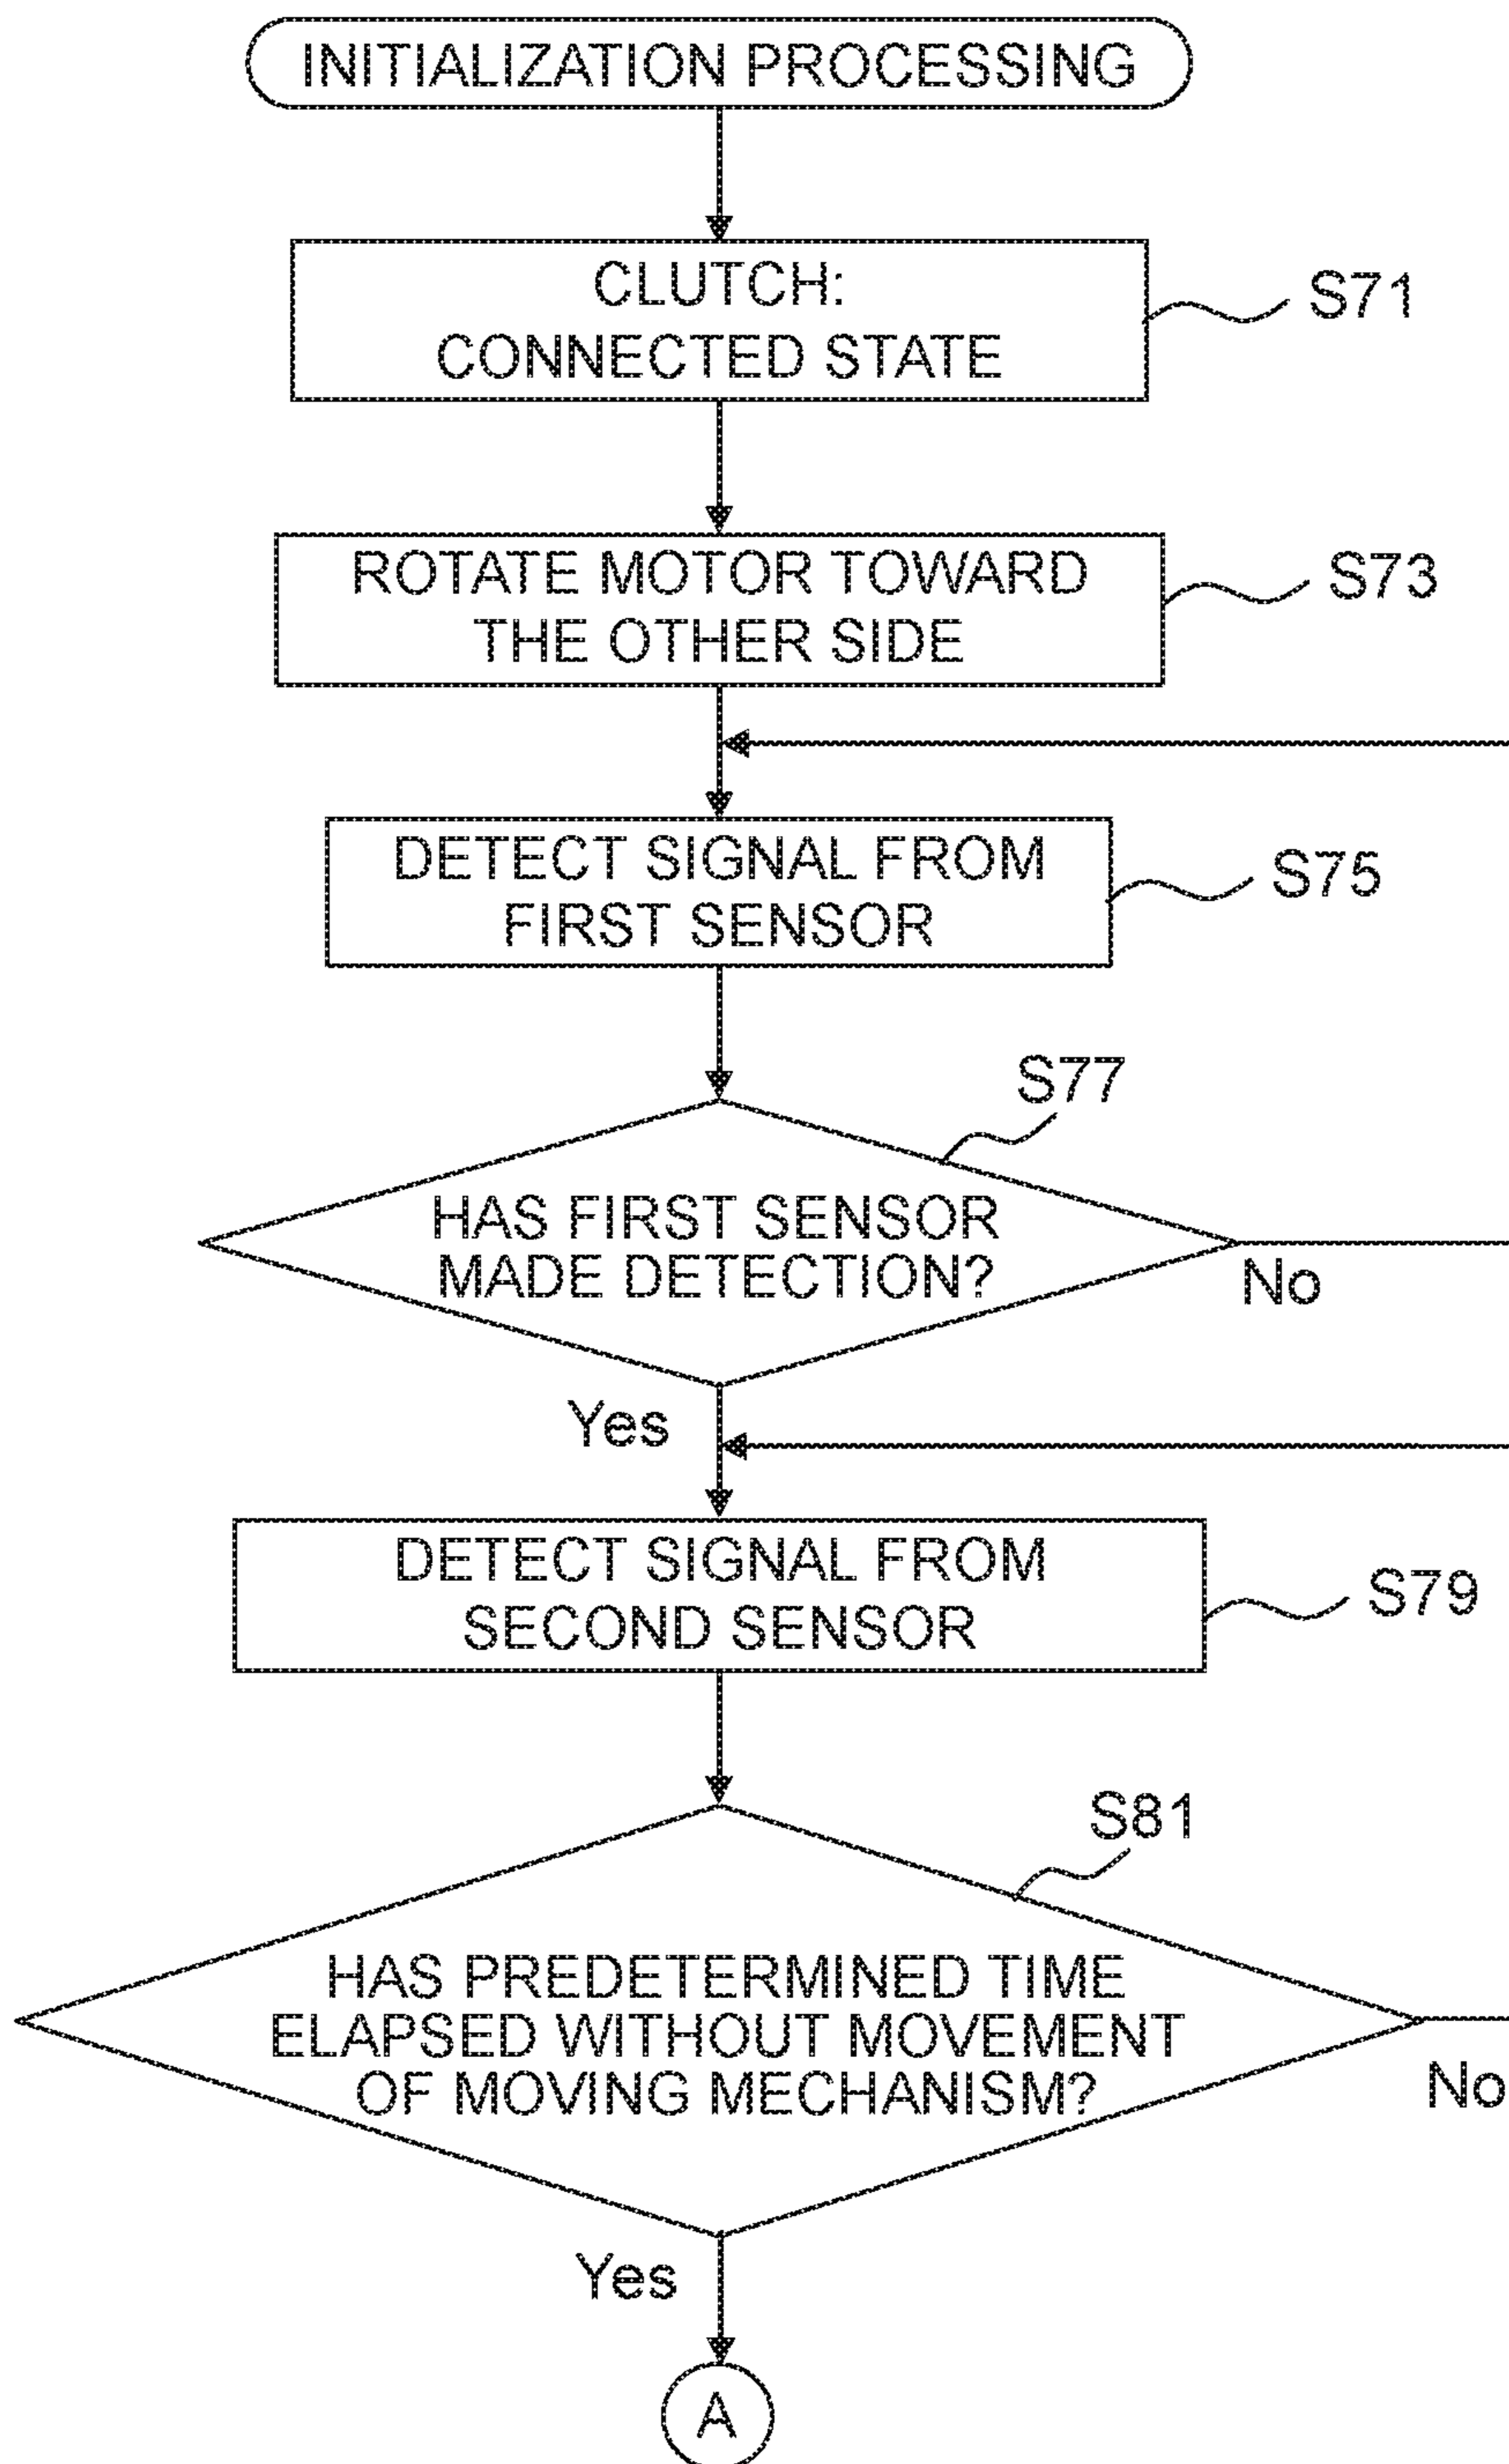 INITIALIZATION PROCESSING
CLUTCH:
CONNECTED STATE
S71
ROTATE MOTOR TOWARD
THE OTHER SIDE
S73
DETECT SIGNAL FROM
FIRST SENSOR
S75
S77
HAS FIRST SENSOR
MADE DETECTION?
No
Yes
DETECT SIGNAL FROM
SECOND SENSOR
S79
S81
HAS PREDETERMINED TIME
ELAPSED WITHOUT MOVEMENT
OF MOVING MECHANISM?
No
Yes
A